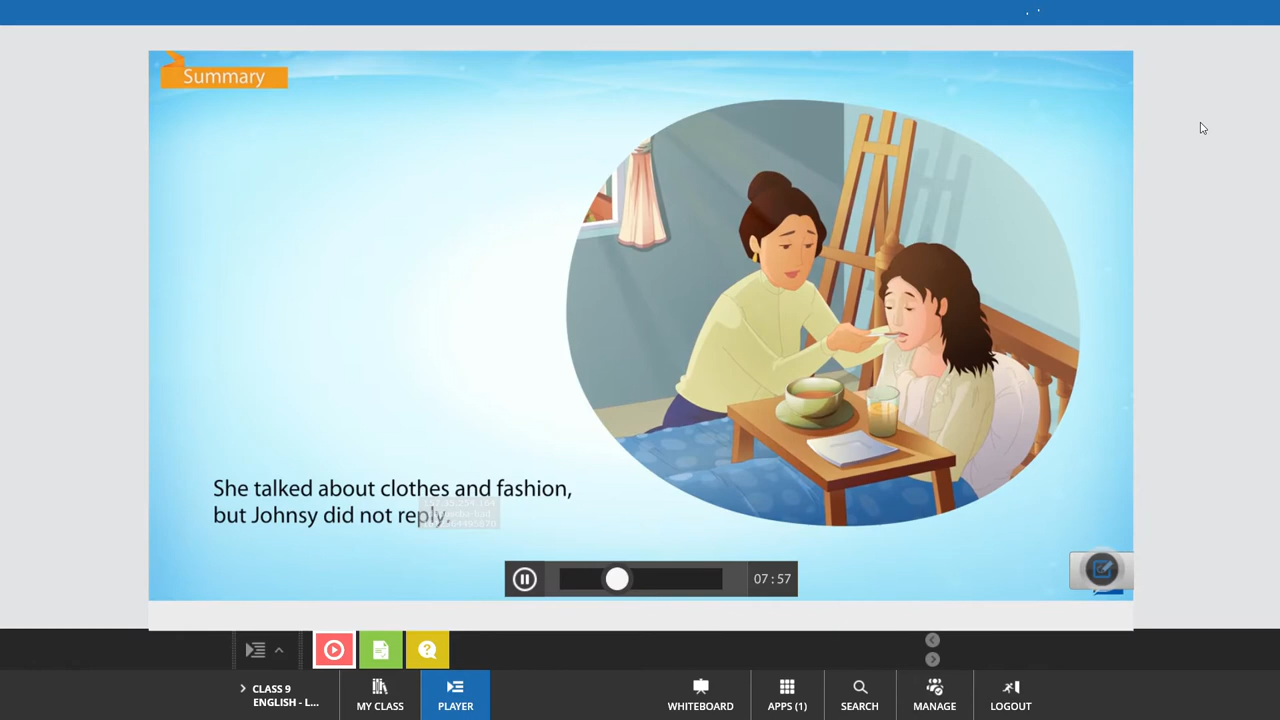 Summary
She talked about clothes and fashion,
but Johnsy did not reply.
07 : 57
CLASS 9
ENGLISH - L...
MY CLASS
PLAYER
WHITEBOARD
APPS (1)
SEARCH
MANAGE
LOGOUT